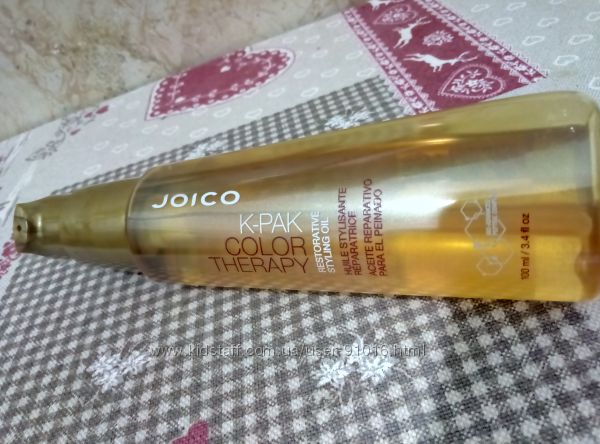 JOICO
K-PAK
COLOR
THERAPY
RESTORATIVE
STYLING OIL
HUILE STYLISANTE
RÉPARATRICE
ACEITE REPARATIVO
PARA EL PEINADO
100 ml / 3.4 fl oz
www.kidstaff.com.ua/user-91016.html